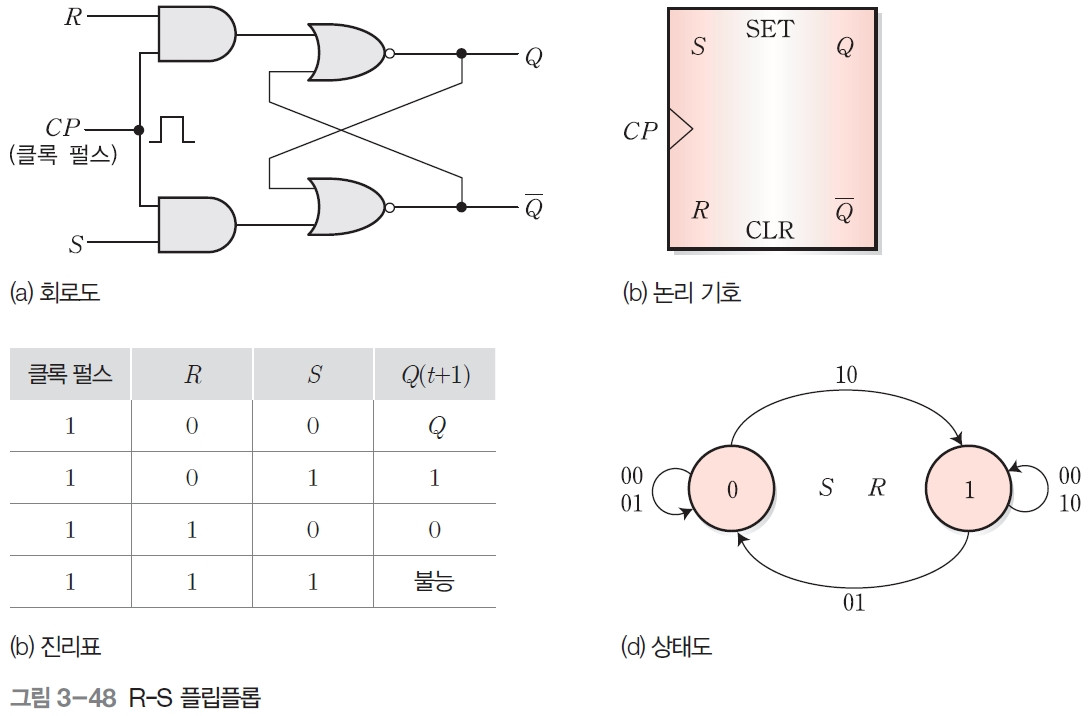 R
CP
(클록 펄스)
S
Q
Q̅
(a) 회로도
SET
S
Q
CP
R
Q̅
CLR
(b) 논리 기호
클록 펄스 R S Q(t+1)
1 0 0 Q
1 0 1 1
1 1 0 0
1 1 1 불능
(b) 진리표
10
00
01
0
S R
1
00
10
01
(d) 상태도
그림 3-48 R-S 플립플롭